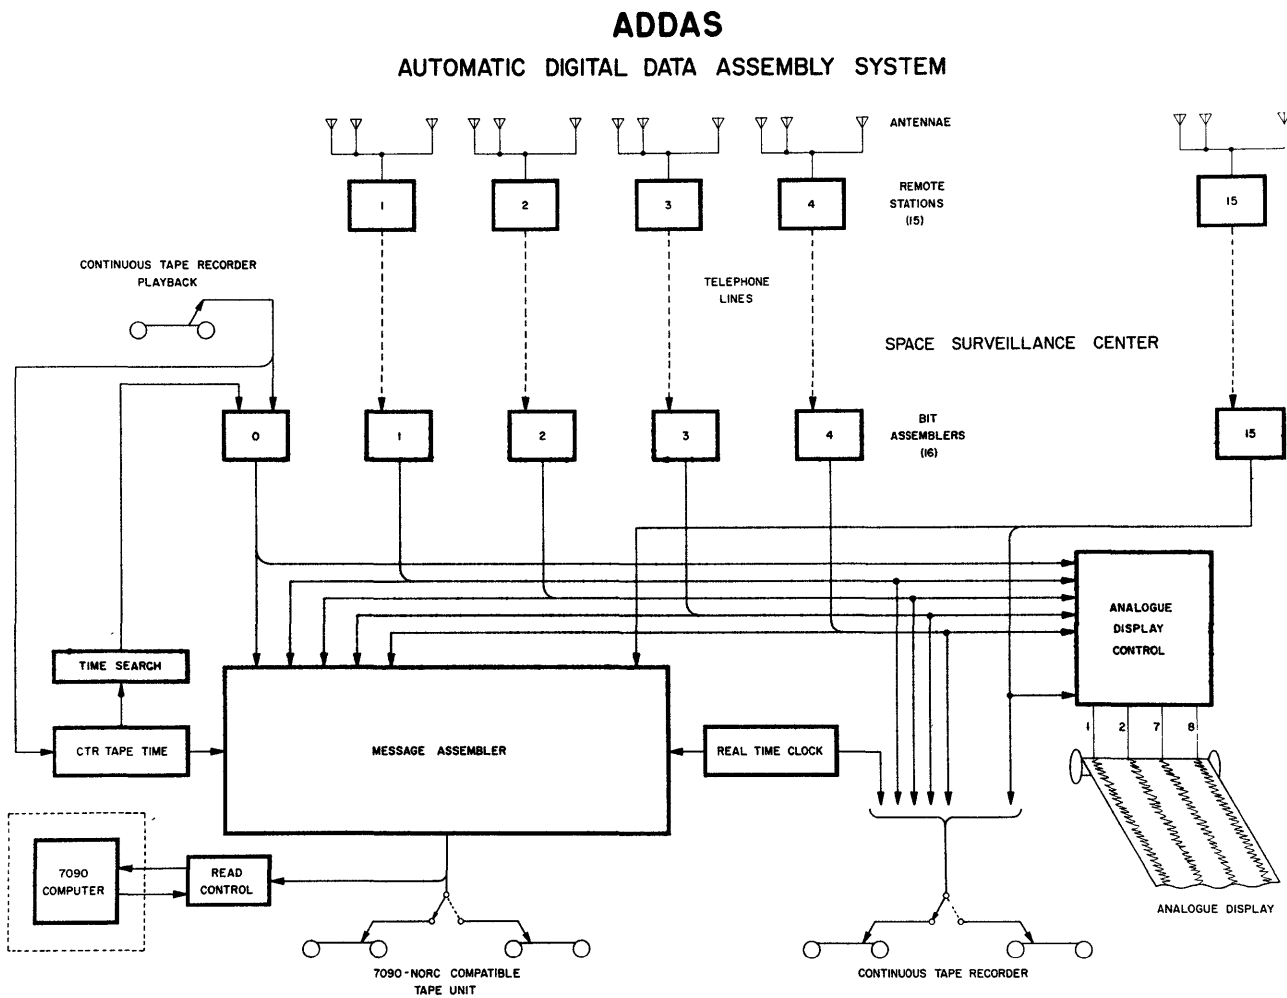 ADDAS
AUTOMATIC DIGITAL DATA ASSEMBLY SYSTEM
ANTENNAE
1
2
3
4
REMOTE
STATIONS
(15)
15
CONTINUOUS TAPE RECORDER
PLAYBACK
TELEPHONE
LINES
SPACE SURVEILLANCE CENTER
0
1
2
3
4
BIT
ASSEMBLERS
(16)
15
ANALOGUE
DISPLAY
CONTROL
TIME SEARCH
CTR TAPE TIME
MESSAGE ASSEMBLER
REAL TIME CLOCK
1 2 7 8
7090
COMPUTER
READ
CONTROL
ANALOGUE DISPLAY
7090-NORC COMPATIBLE
TAPE UNIT
CONTINUOUS TAPE RECORDER